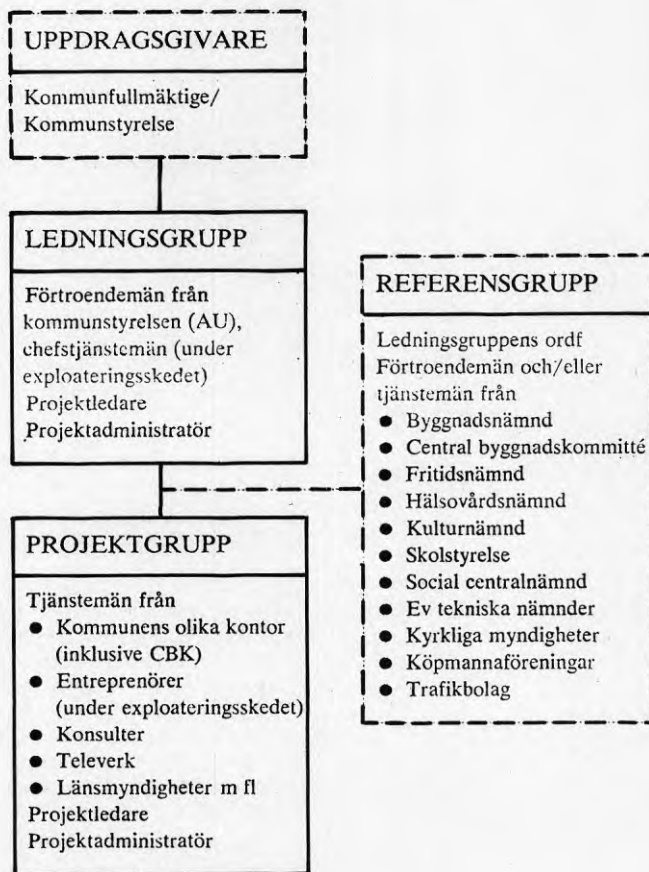 UPPDRAGSGIVARE
Kommunfullmäktige/
Kommunstyrelse
LEDNINGSGRUPP
Förtroendemän från
kommunstyrelsen (AU),
chefstjänstemän (under
exploateringsskedet)
Projektledare
Projektadministratör
REFERENSGRUPP
Ledningsgruppens ordf
Förtroendemän och/eller
tjänstemän från
● Byggnadsnämnd
● Central byggnadskommitté
● Fritidsnämnd
● Hälsovårdsnämnd
● Kulturnämnd
● Skolstyrelse
● Social centralnämnd
● Ev tekniska nämnder
● Kyrkliga myndigheter
● Köpmannaföreningar
● Trafikbolag
PROJEKTGRUPP
Tjänstemän från
● Kommunens olika kontor
(inklusive CBK)
● Entreprenörer
(under exploateringsskedet)
● Konsulter
● Televerk
● Länsmyndigheter m fl
Projektledare
Projektadministratör